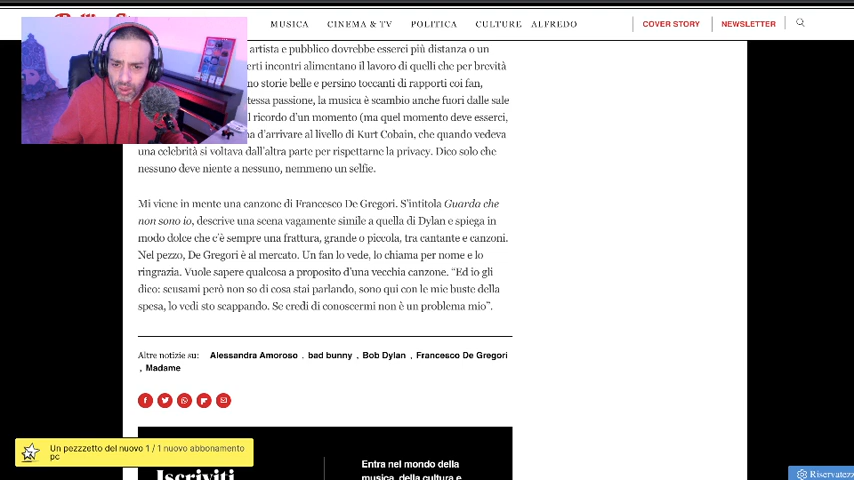 MUSICA CINEMA & TV POLITICA CULTURE ALFREDO COVER STORY NEWSLETTER
artista e pubblico dovrebbe esserci più distanza o un
erti incontri alimentano il lavoro di quelli che per brevità
no storie belle e persino toccanti di rapporti coi fan,
tessa passione, la musica è scambio anche fuori dalle sale
l ricordo d'un momento (ma quel momento deve esserci,
a d'arrivare al livello di Kurt Cobain, che quando vedeva
una celebrità si voltava dall'altra parte per rispettarne la privacy. Dico solo che
nessuno deve niente a nessuno, nemmeno un selfie.
Mi viene in mente una canzone di Francesco De Gregori. S'intitola Guarda che
non sono io, descrive una scena vagamente simile a quella di Dylan e spiega in
modo dolce che c'è sempre una frattura, grande o piccola, tra cantante e canzoni.
Nel pezzo, De Gregori è al mercato. Un fan lo vede, lo chiama per nome e lo
ringrazia. Vuole sapere qualcosa a proposito d'una vecchia canzone. “Ed io gli
dico: scusami però non so di cosa stai parlando, sono qui con le mie buste della
spesa, lo vedi sto scappando. Se credi di conoscermi non è un problema mio”.
Altre notizie su: Alessandra Amoroso , bad bunny , Bob Dylan , Francesco De Gregori
, Madame
Un pezzzetto del nuovo 1 / 1 nuovo abbonamento
pc
Iscriviti
Entra nel mondo della
musica, della cultura e
Riservatezz